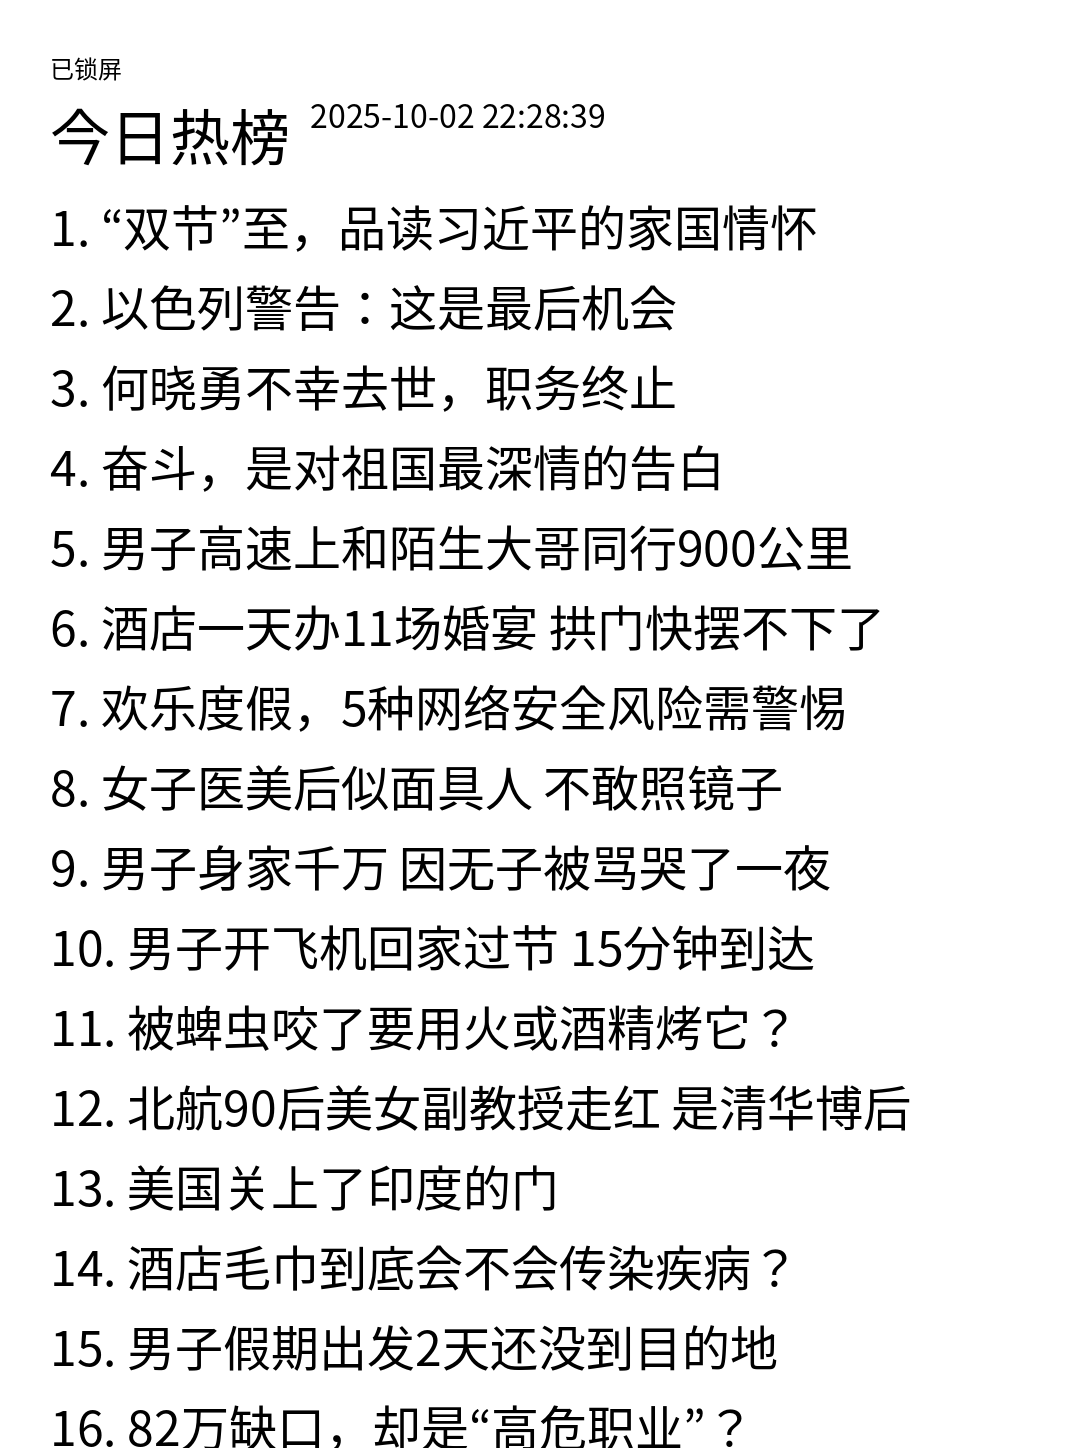 已锁屏
今日热榜 2025-10-02 22:28:39
1. “双节”至，品读习近平的家国情怀
2. 以色列警告：这是最后机会
3. 何晓勇不幸去世，职务终止
4. 奋斗，是对祖国最深情的告白
5. 男子高速上和陌生大哥同行900公里
6. 酒店一天办11场婚宴 拱门快摆不下了
7. 欢乐度假，5种网络安全风险需警惕
8. 女子医美后似面具人 不敢照镜子
9. 男子身家千万 因无子被骂哭了一夜
10. 男子开飞机回家过节 15分钟到达
11. 被蜱虫咬了要用火或酒精烤它？
12. 北航90后美女副教授走红 是清华博后
13. 美国关上了印度的门
14. 酒店毛巾到底会不会传染疾病？
15. 男子假期出发2天还没到目的地
16. 82万缺口，却是“高危职业”？